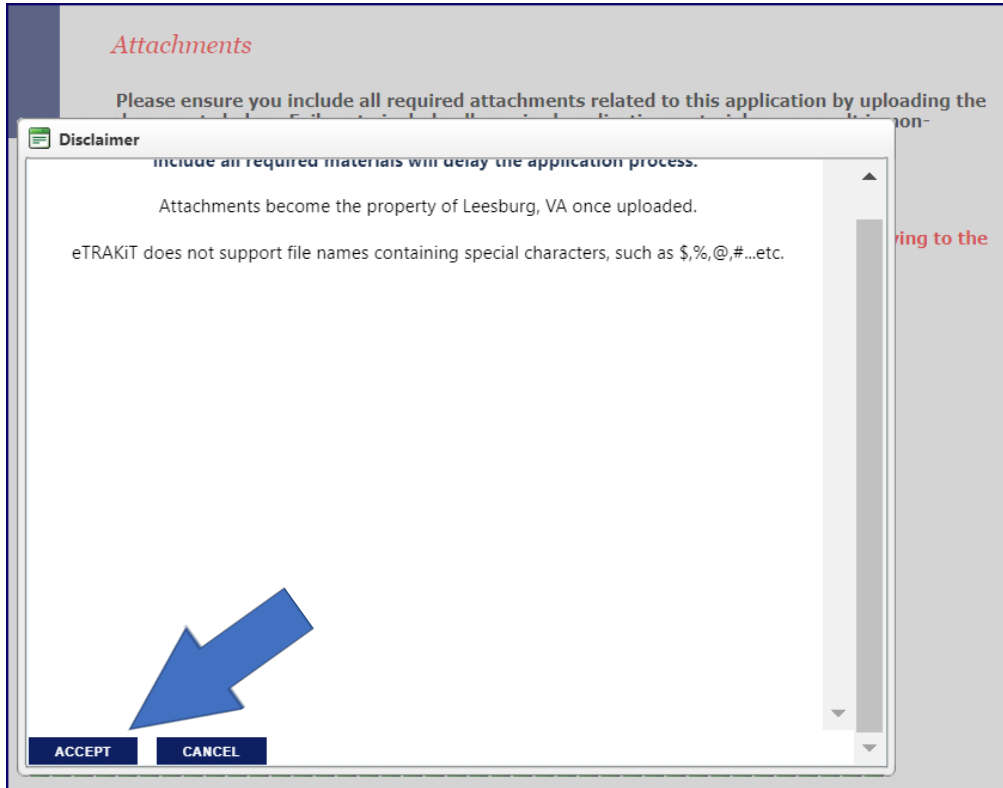 Attachments
Please ensure you include all required attachments related to this application by uploading the
non-
Disclaimer
include all required materials will delay the application process.
Attachments become the property of Leesburg, VA once uploaded.
ving to the
eTRAKiT does not support file names containing special characters, such as $,%,@,#...etc.
ACCEPT
CANCEL